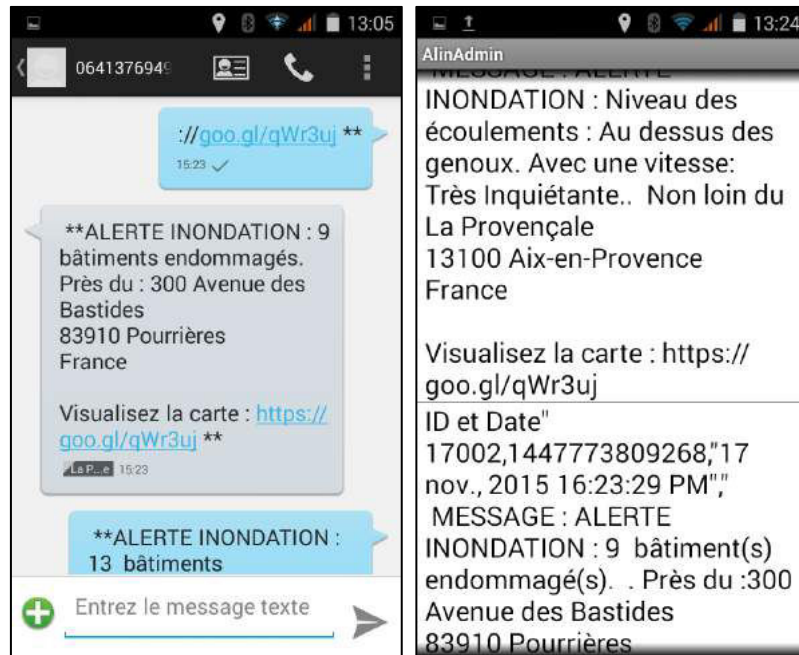 13:05
0641376949
://goo.gl/qWr3uj **
15:23
**ALERTE INONDATION : 9
bâtiments endommagés.
Près du : 300 Avenue des
Bastides
83910 Pourrières
France
Visualisez la carte : https://
goo.gl/qWr3uj **
La P...e 15:23
**ALERTE INONDATION :
13 bâtiments
Entrez le message texte
13:24
AlinAdmin
MESSAGE : ALERTE
INONDATION : Niveau des
écoulements : Au dessus des
genoux. Avec une vitesse:
Très Inquiétante.. Non loin du
La Provençale
13100 Aix-en-Provence
France
Visualisez la carte : https://
goo.gl/qWr3uj
ID et Date"
17002,1447773809268,"17
nov., 2015 16:23:29 PM","
MESSAGE : ALERTE
INONDATION : 9 bâtiment(s)
endommagé(s). . Près du :300
Avenue des Bastides
83910 Pourrières